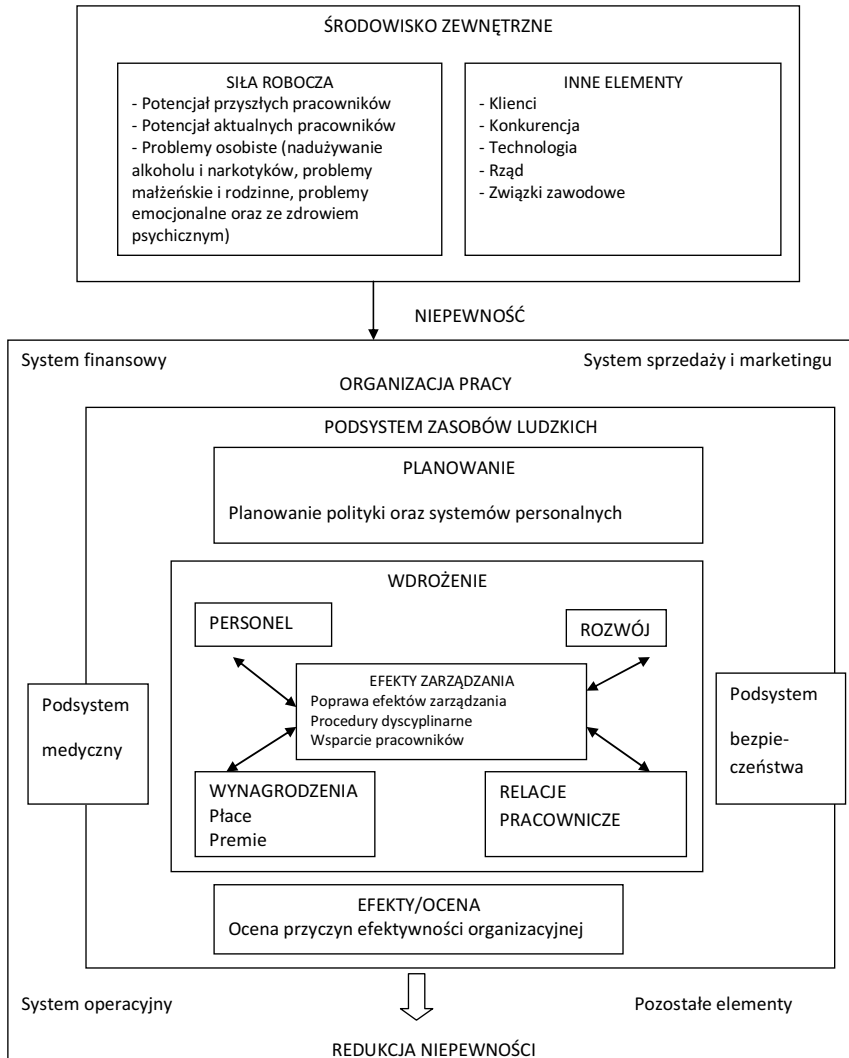 ŚRODOWISKO ZEWNĘTRZNE
SIŁA ROBOCZA
- Potencjał przyszłych pracowników
- Potencjał aktualnych pracowników
- Problemy osobiste (nadużywanie
alkoholu i narkotyków, problemy
małżeńskie i rodzinne, problemy
emocjonalne oraz ze zdrowiem
psychicznym)
INNE ELEMENTY
- Klienci
- Konkurencja
- Technologia
- Rząd
- Związki zawodowe
NIEPEWNOŚĆ
System finansowy
System sprzedaży i marketingu
ORGANIZACJA PRACY
PODSYSTEM ZASOBÓW LUDZKICH
PLANOWANIE
Planowanie polityki oraz systemów personalnych
WDROŻENIE
PERSONEL
ROZWÓJ
EFEKTY ZARZĄDZANIA
Poprawa efektów zarządzania
Procedury dyscyplinarne
Wsparcie pracowników
Podsystem
medyczny
Podsystem
bezpie-
czeństwa
WYNAGRODZENIA
Płace
Premie
RELACJE
PRACOWNICZE
EFEKTY/OCENA
Ocena przyczyn efektywności organizacyjnej
System operacyjny
Pozostałe elementy
REDUKCJA NIEPEWNOŚCI